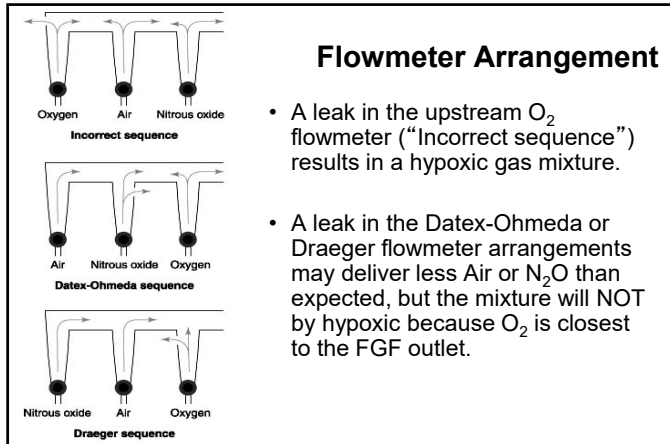 Oxygen Air Nitrous oxide
Incorrect sequence
Air Nitrous oxide Oxygen
Datex-Ohmeda sequence
Nitrous oxide Air Oxygen
Draeger sequence
Flowmeter Arrangement
• A leak in the upstream O₂
flowmeter (“Incorrect sequence”)
results in a hypoxic gas mixture.
• A leak in the Datex-Ohmeda or
Draeger flowmeter arrangements
may deliver less Air or N₂O than
expected, but the mixture will NOT
by hypoxic because O₂ is closest
to the FGF outlet.